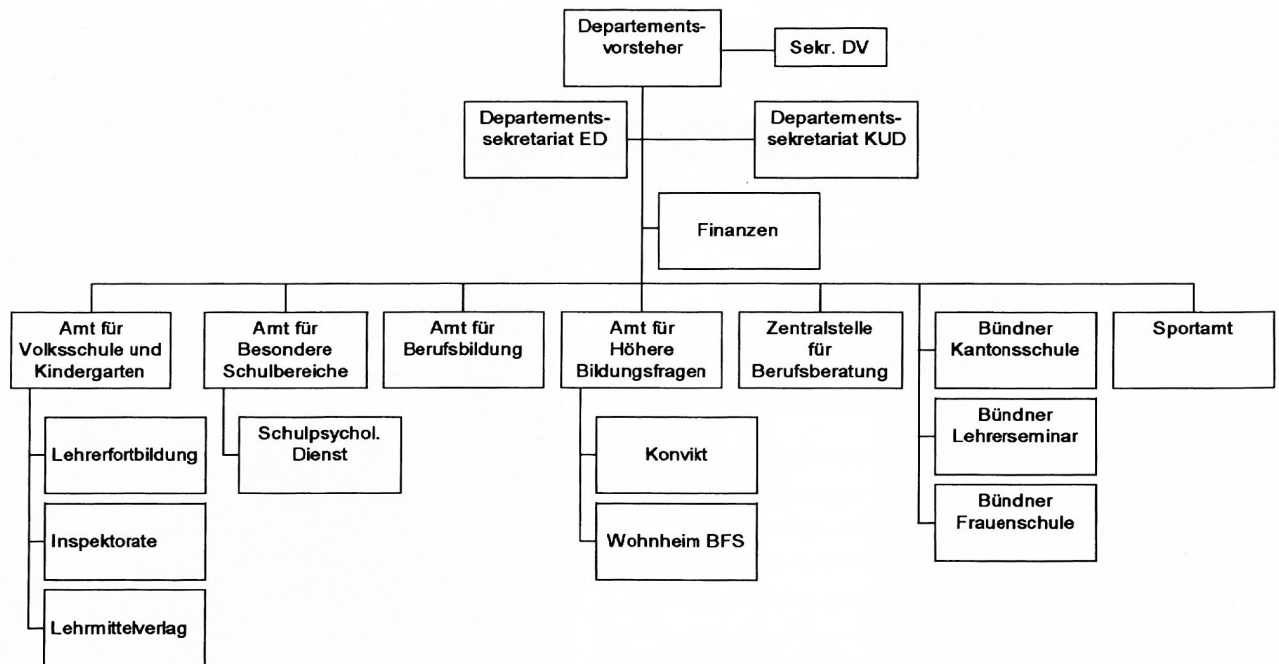 Departements-
vorsteher
Sekr. DV
Departements-
sekretariat ED
Departements-
sekretariat KUD
Finanzen
Amt für
Volksschule und
Kindergarten
Amt für
Besondere
Schulbereiche
Amt für
Berufsbildung
Amt für
Höhere
Bildungsfragen
Zentralstelle
für
Berufsberatung
Bündner
Kantonsschule
Sportamt
Lehrerfortbildung
Schulpsychol.
Dienst
Konvikt
Bündner
Lehrerseminar
Inspektorate
Wohnheim BFS
Bündner
Frauenschule
Lehrmittelverlag